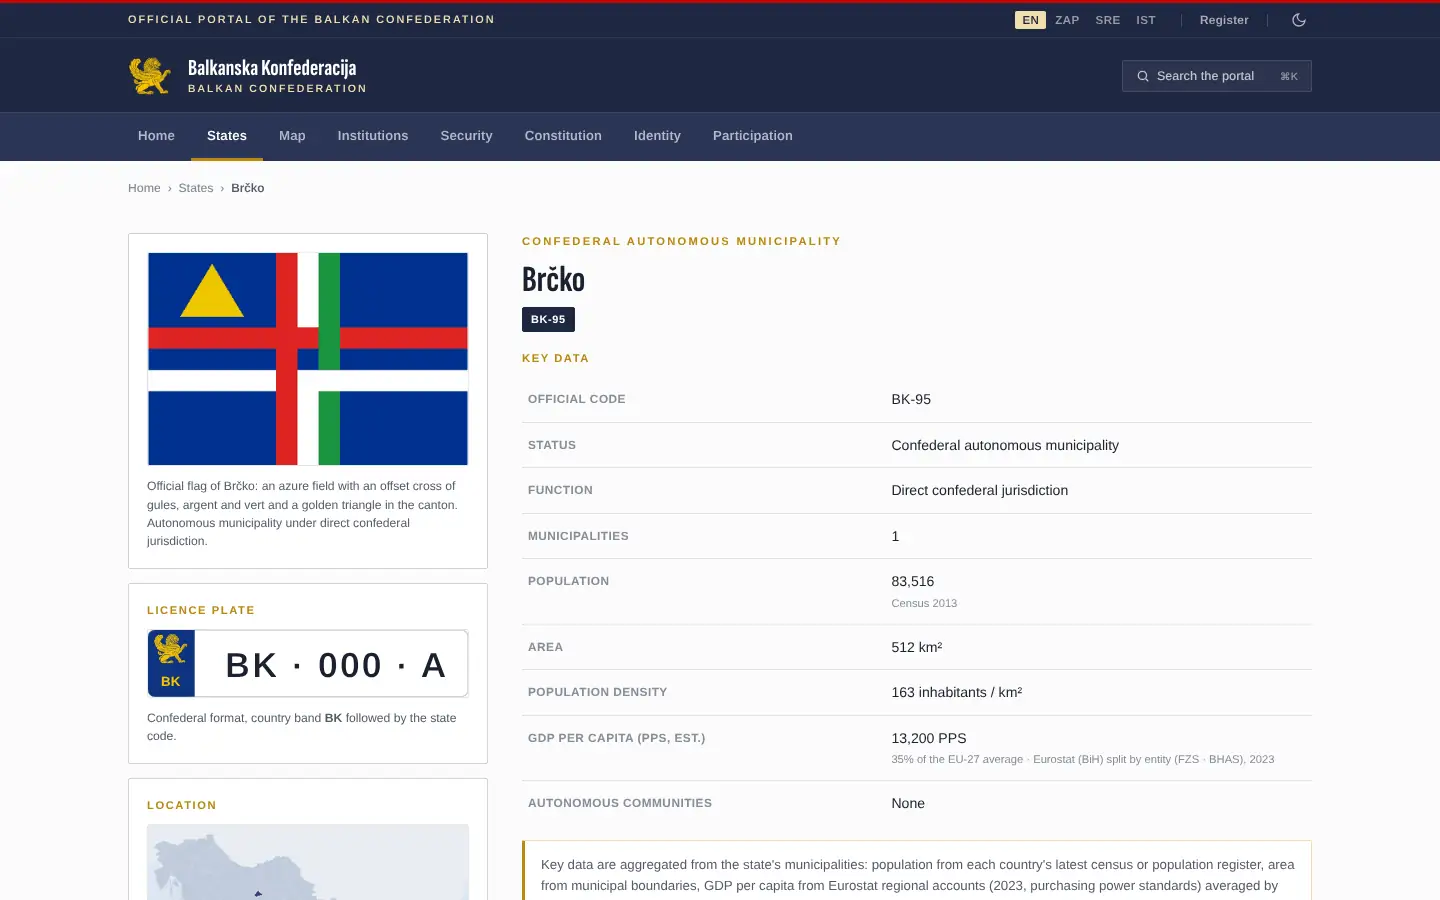 OFFICIAL PORTAL OF THE BALKAN CONFEDERATION
EN ZAP SRE IST Register
Balkanska Konfederacija
BALKAN CONFEDERATION
Search the portal ⌘K
Home States Map Institutions Security Constitution Identity Participation
Home › States › Brčko
Official flag of Brčko: an azure field with an offset cross of
gules, argent and vert and a golden triangle in the canton.
Autonomous municipality under direct confederal
jurisdiction.
LICENCE PLATE
BK
BK · 000 · A
Confederal format, country band BK followed by the state
code.
LOCATION
CONFEDERAL AUTONOMOUS MUNICIPALITY
Brčko
BK-95
KEY DATA
OFFICIAL CODE BK-95
STATUS Confederal autonomous municipality
FUNCTION Direct confederal jurisdiction
MUNICIPALITIES 1
POPULATION 83,516
Census 2013
AREA 512 km²
POPULATION DENSITY 163 inhabitants / km²
GDP PER CAPITA (PPS, EST.) 13,200 PPS
35% of the EU-27 average · Eurostat (BiH) split by entity (FZS · BHAS), 2023
AUTONOMOUS COMMUNITIES None
Key data are aggregated from the state's municipalities: population from each country's latest census or population register, area
from municipal boundaries, GDP per capita from Eurostat regional accounts (2023, purchasing power standards) averaged by